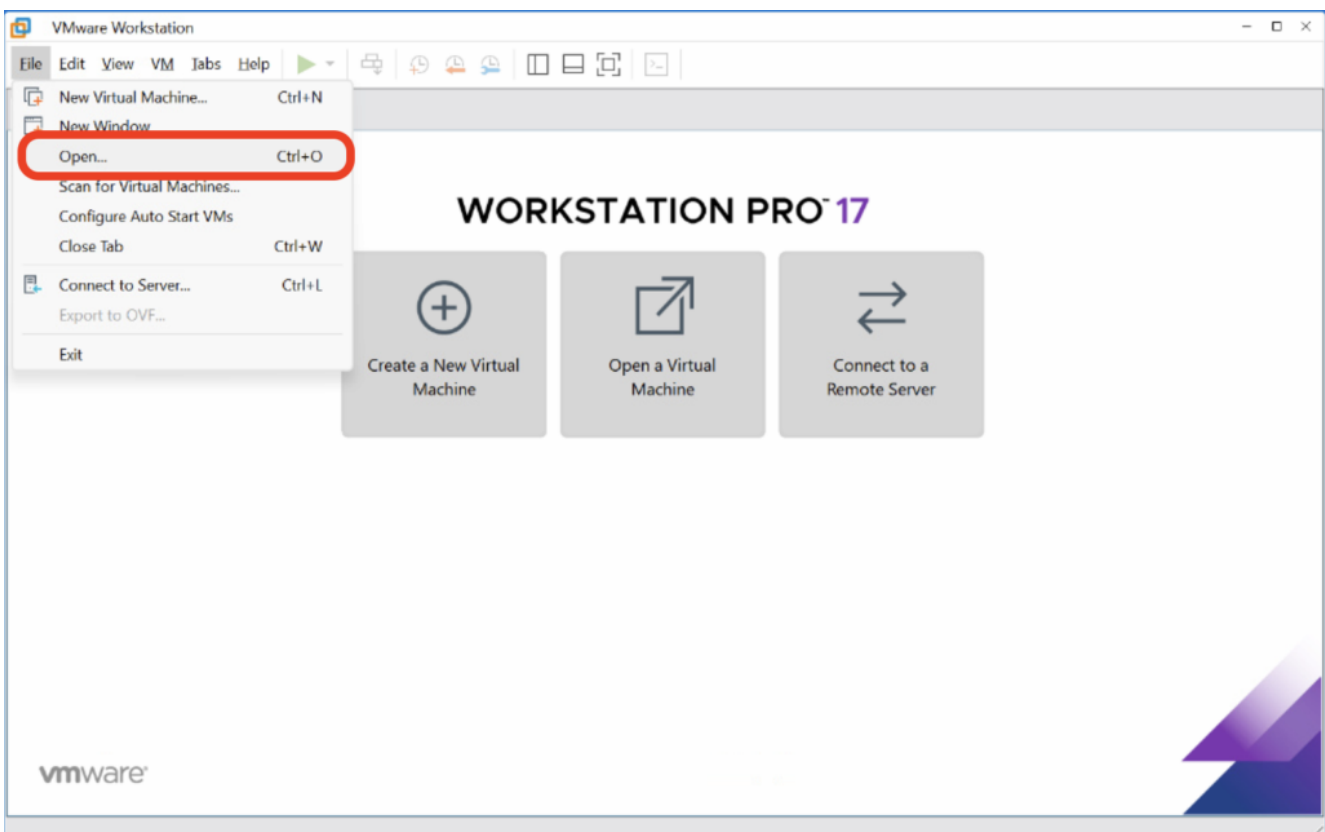 VMware Workstation
File Edit View VM Tabs Help
New Virtual Machine... Ctrl+N
New Window
Open... Ctrl+O
Scan for Virtual Machines...
Configure Auto Start VMs
Close Tab Ctrl+W
Connect to Server... Ctrl+L
Export to OVF...
Exit
WORKSTATION PRO™ 17
Create a New Virtual
Machine
Open a Virtual
Machine
Connect to a
Remote Server
vmware®